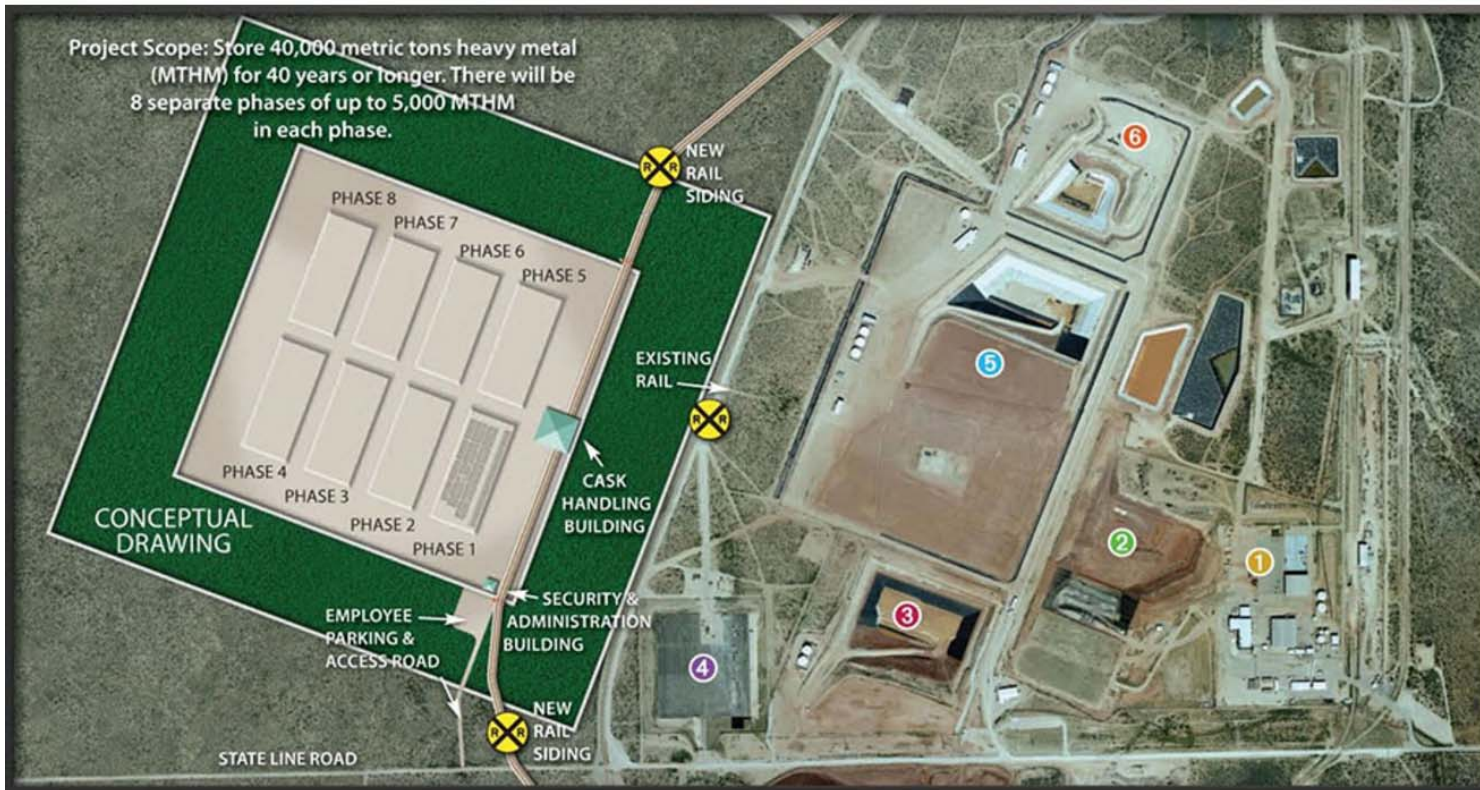 Project Scope: Store 40,000 metric tons heavy metal
(MTHM) for 40 years or longer. There will be
8 separate phases of up to 5,000 MTHM
in each phase.
R R
NEW
RAIL
SIDING
6
PHASE 8
PHASE 7
PHASE 6
PHASE 5
EXISTING
RAIL
5
R R
PHASE 4
PHASE 3
PHASE 2
PHASE 1
CASK
HANDLING
BUILDING
CONCEPTUAL
DRAWING
2
1
EMPLOYEE
PARKING &
ACCESS ROAD
SECURITY &
ADMINISTRATION
BUILDING
3
4
R R
NEW
RAIL
SIDING
STATE LINE ROAD